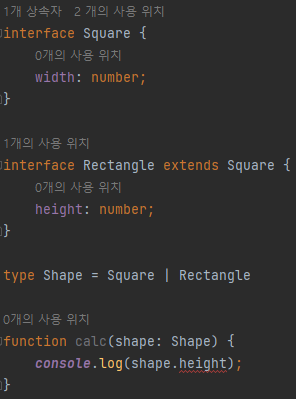 1개 상속자 2 개의 사용 위치
interface Square {
0개의 사용 위치
width: number;
}
1개의 사용 위치
interface Rectangle extends Square {
0개의 사용 위치
height: number;
}
type Shape = Square | Rectangle
0개의 사용 위치
function calc(shape: Shape) {
console.log(shape.height);
}